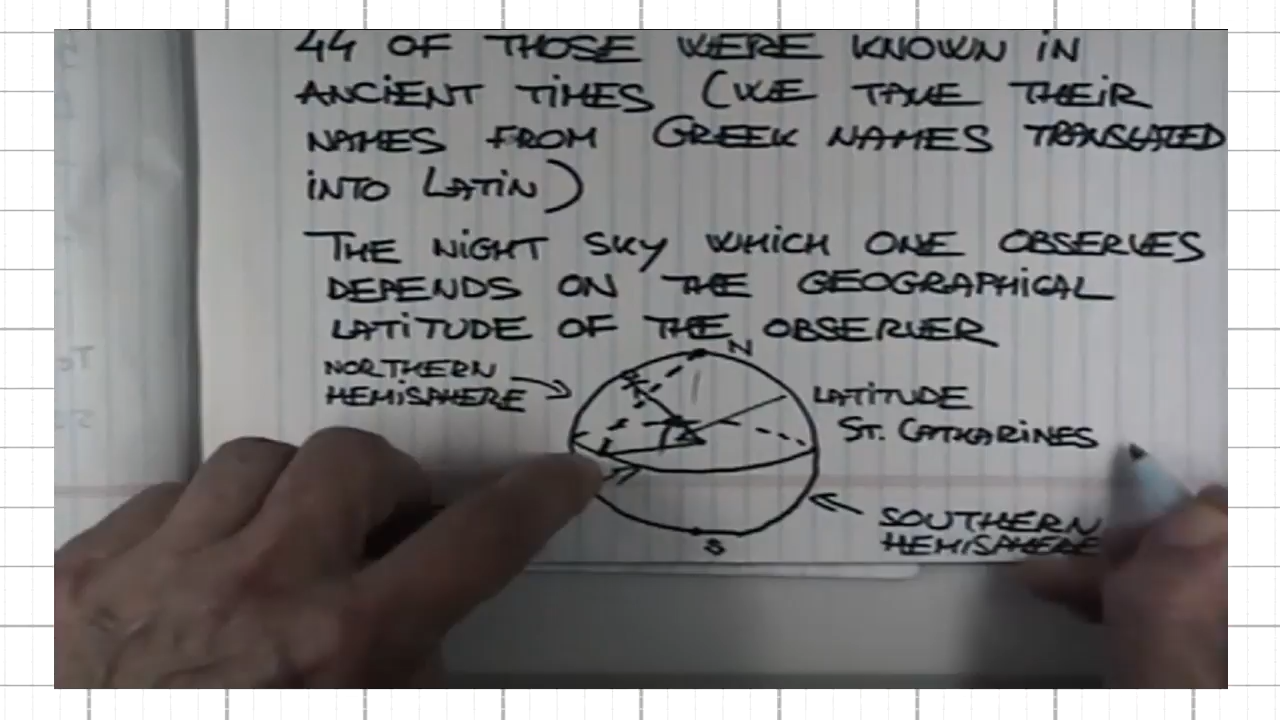 44 OF THOSE WERE KNOWN IN
ANCIENT TIMES (WE TAKE THEIR
NAMES FROM GREEK NAMES TRANSLATED
INTO LATIN)
THE NIGHT SKY WHICH ONE OBSERVES
DEPENDS ON THE GEOGRAPHICAL
LATITUDE OF THE OBSERVER
N
NORTHERN
HEMISPHERE
LATITUDE
ST. CATHARINES
SOUTHERN
HEMISPHERE
S